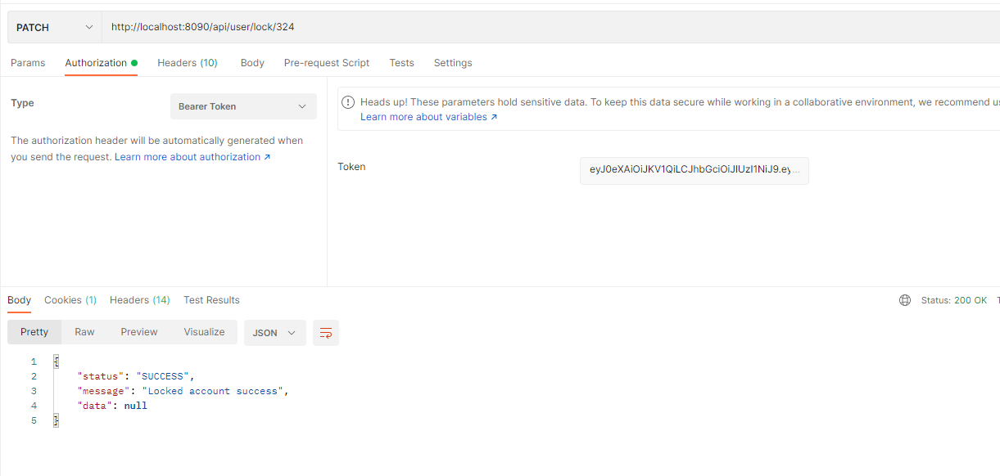 PATCH http://localhost:8090/api/user/lock/324
Params Authorization Headers (10) Body Pre-request Script Tests Settings
Type Bearer Token
The authorization header will be automatically generated when
you send the request. Learn more about authorization ↗
Heads up! These parameters hold sensitive data. To keep this data secure while working in a collaborative environment, we recommend
Learn more about variables ↗
Token eyJ0eXAiOiJKV1QiLCJhbGciOiJIUzI1NiJ9.ey...
Body Cookies (1) Headers (14) Test Results Status: 200 OK
Pretty Raw Preview Visualize JSON
1 {
2 "status": "SUCCESS",
3 "message": "Locked account success",
4 "data": null
5 }